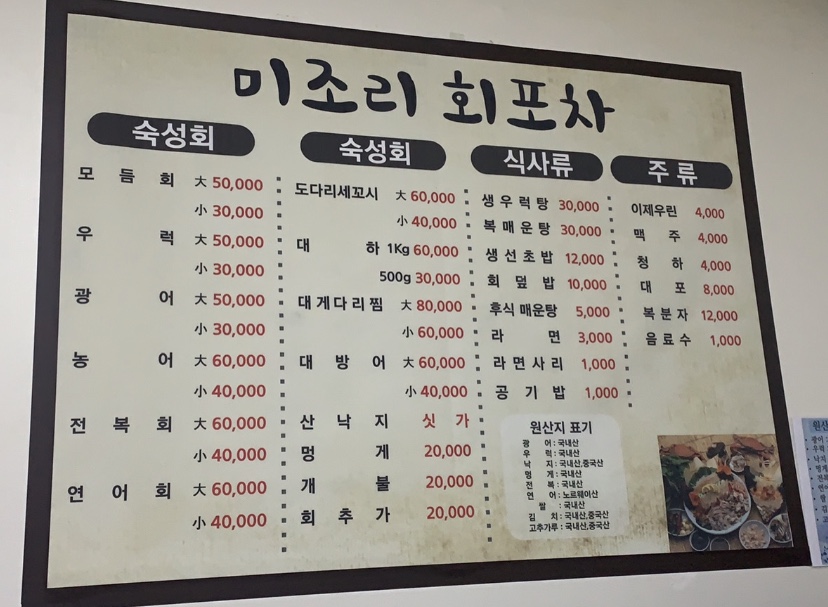 미조리 회포차
숙성회
모듬회 大 50,000
小 30,000
우럭 大 50,000
小 30,000
광어 大 50,000
小 30,000
농어 大 60,000
小 40,000
전복회 大 60,000
小 40,000
연어회 大 60,000
小 40,000
숙성회
도다리세꼬시 大 60,000
小 40,000
대하 1Kg 60,000
500g 30,000
대게다리찜 大 80,000
小 60,000
대방어 大 60,000
小 40,000
산낙지 싯가
멍게 20,000
개불 20,000
회추가 20,000
식사류
생우럭탕 30,000
복매운탕 30,000
생선초밥 12,000
회덮밥 10,000
후식 매운탕 5,000
라면 3,000
라면사리 1,000
공기밥 1,000
주류
이제우린 4,000
맥주 4,000
청하 4,000
대포 8,000
복분자 12,000
음료수 1,000
원산지 표기
광어 : 국내산
우럭 : 국내산
낙지 : 국내산,중국산
멍게 : 국내산
전복 : 국내산
연어 : 노르웨이산
쌀 : 국내산
김치 : 국내산,중국산
고추가루 : 국내산,중국산
원산